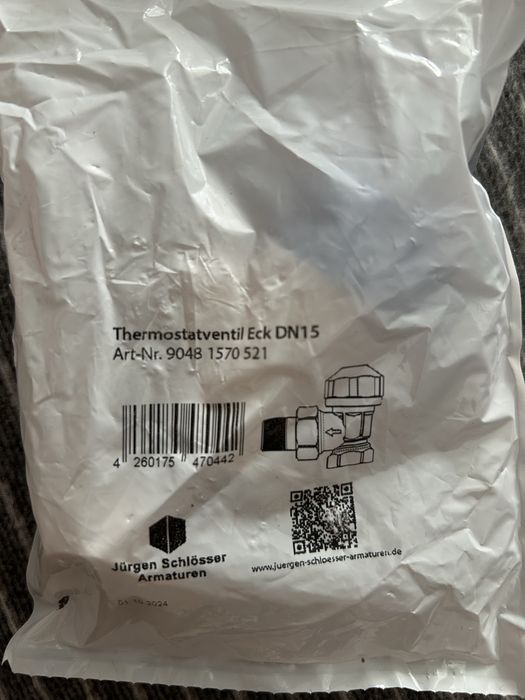 Thermostatventil Eck DN15
Art-Nr. 9048 1570 521
4 260175 470442
Jürgen Schlösser
Armaturen
www.juergen-schloesser-armaturen.de